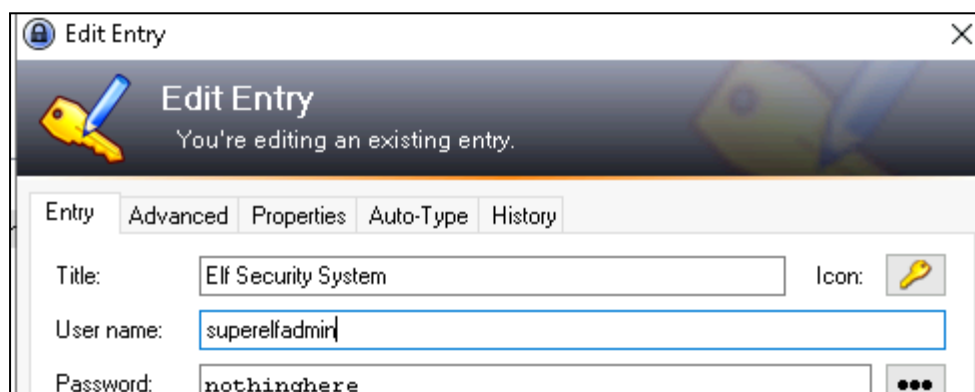 Edit Entry
Edit Entry
You're editing an existing entry.
Entry Advanced Properties Auto-Type History
Title: Elf Security System Icon:
User name: superelfadmin
Password: nothinghere